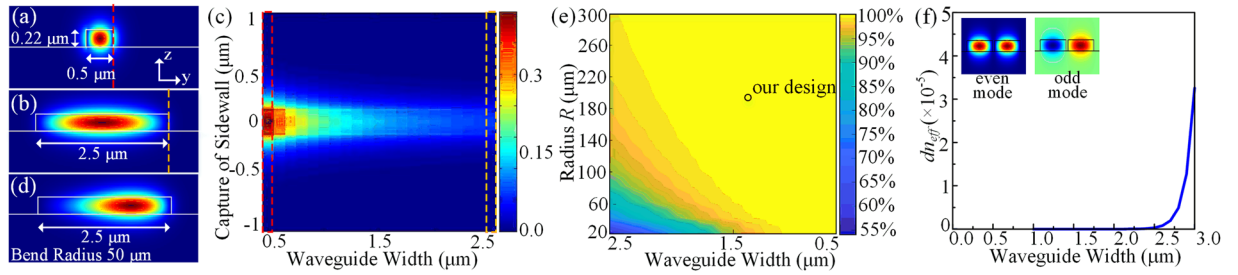 (a)
0.22 μm
0.5 μm
z
y
(b)
2.5 μm
(d)
2.5 μm
Bend Radius 50 μm
(c)
Capture of Sidewall (μm)
1
0.5
0
-0.5
-1
0.5
1.5
2.5
Waveguide Width (μm)
0.3
0.15
0.0
(e)
Radius R (μm)
300
220
180
140
100
60
20
our design
2.5
1.5
0.5
Waveguide Width (μm)
100%
95%
90%
85%
80%
75%
70%
65%
60%
55%
(f)
dneff (×10-5)
5
4
3
2
1
0
even
mode
odd
mode
0.0
0.5
1.0
1.5
2.0
2.5
3.0
Waveguide Width (μm)